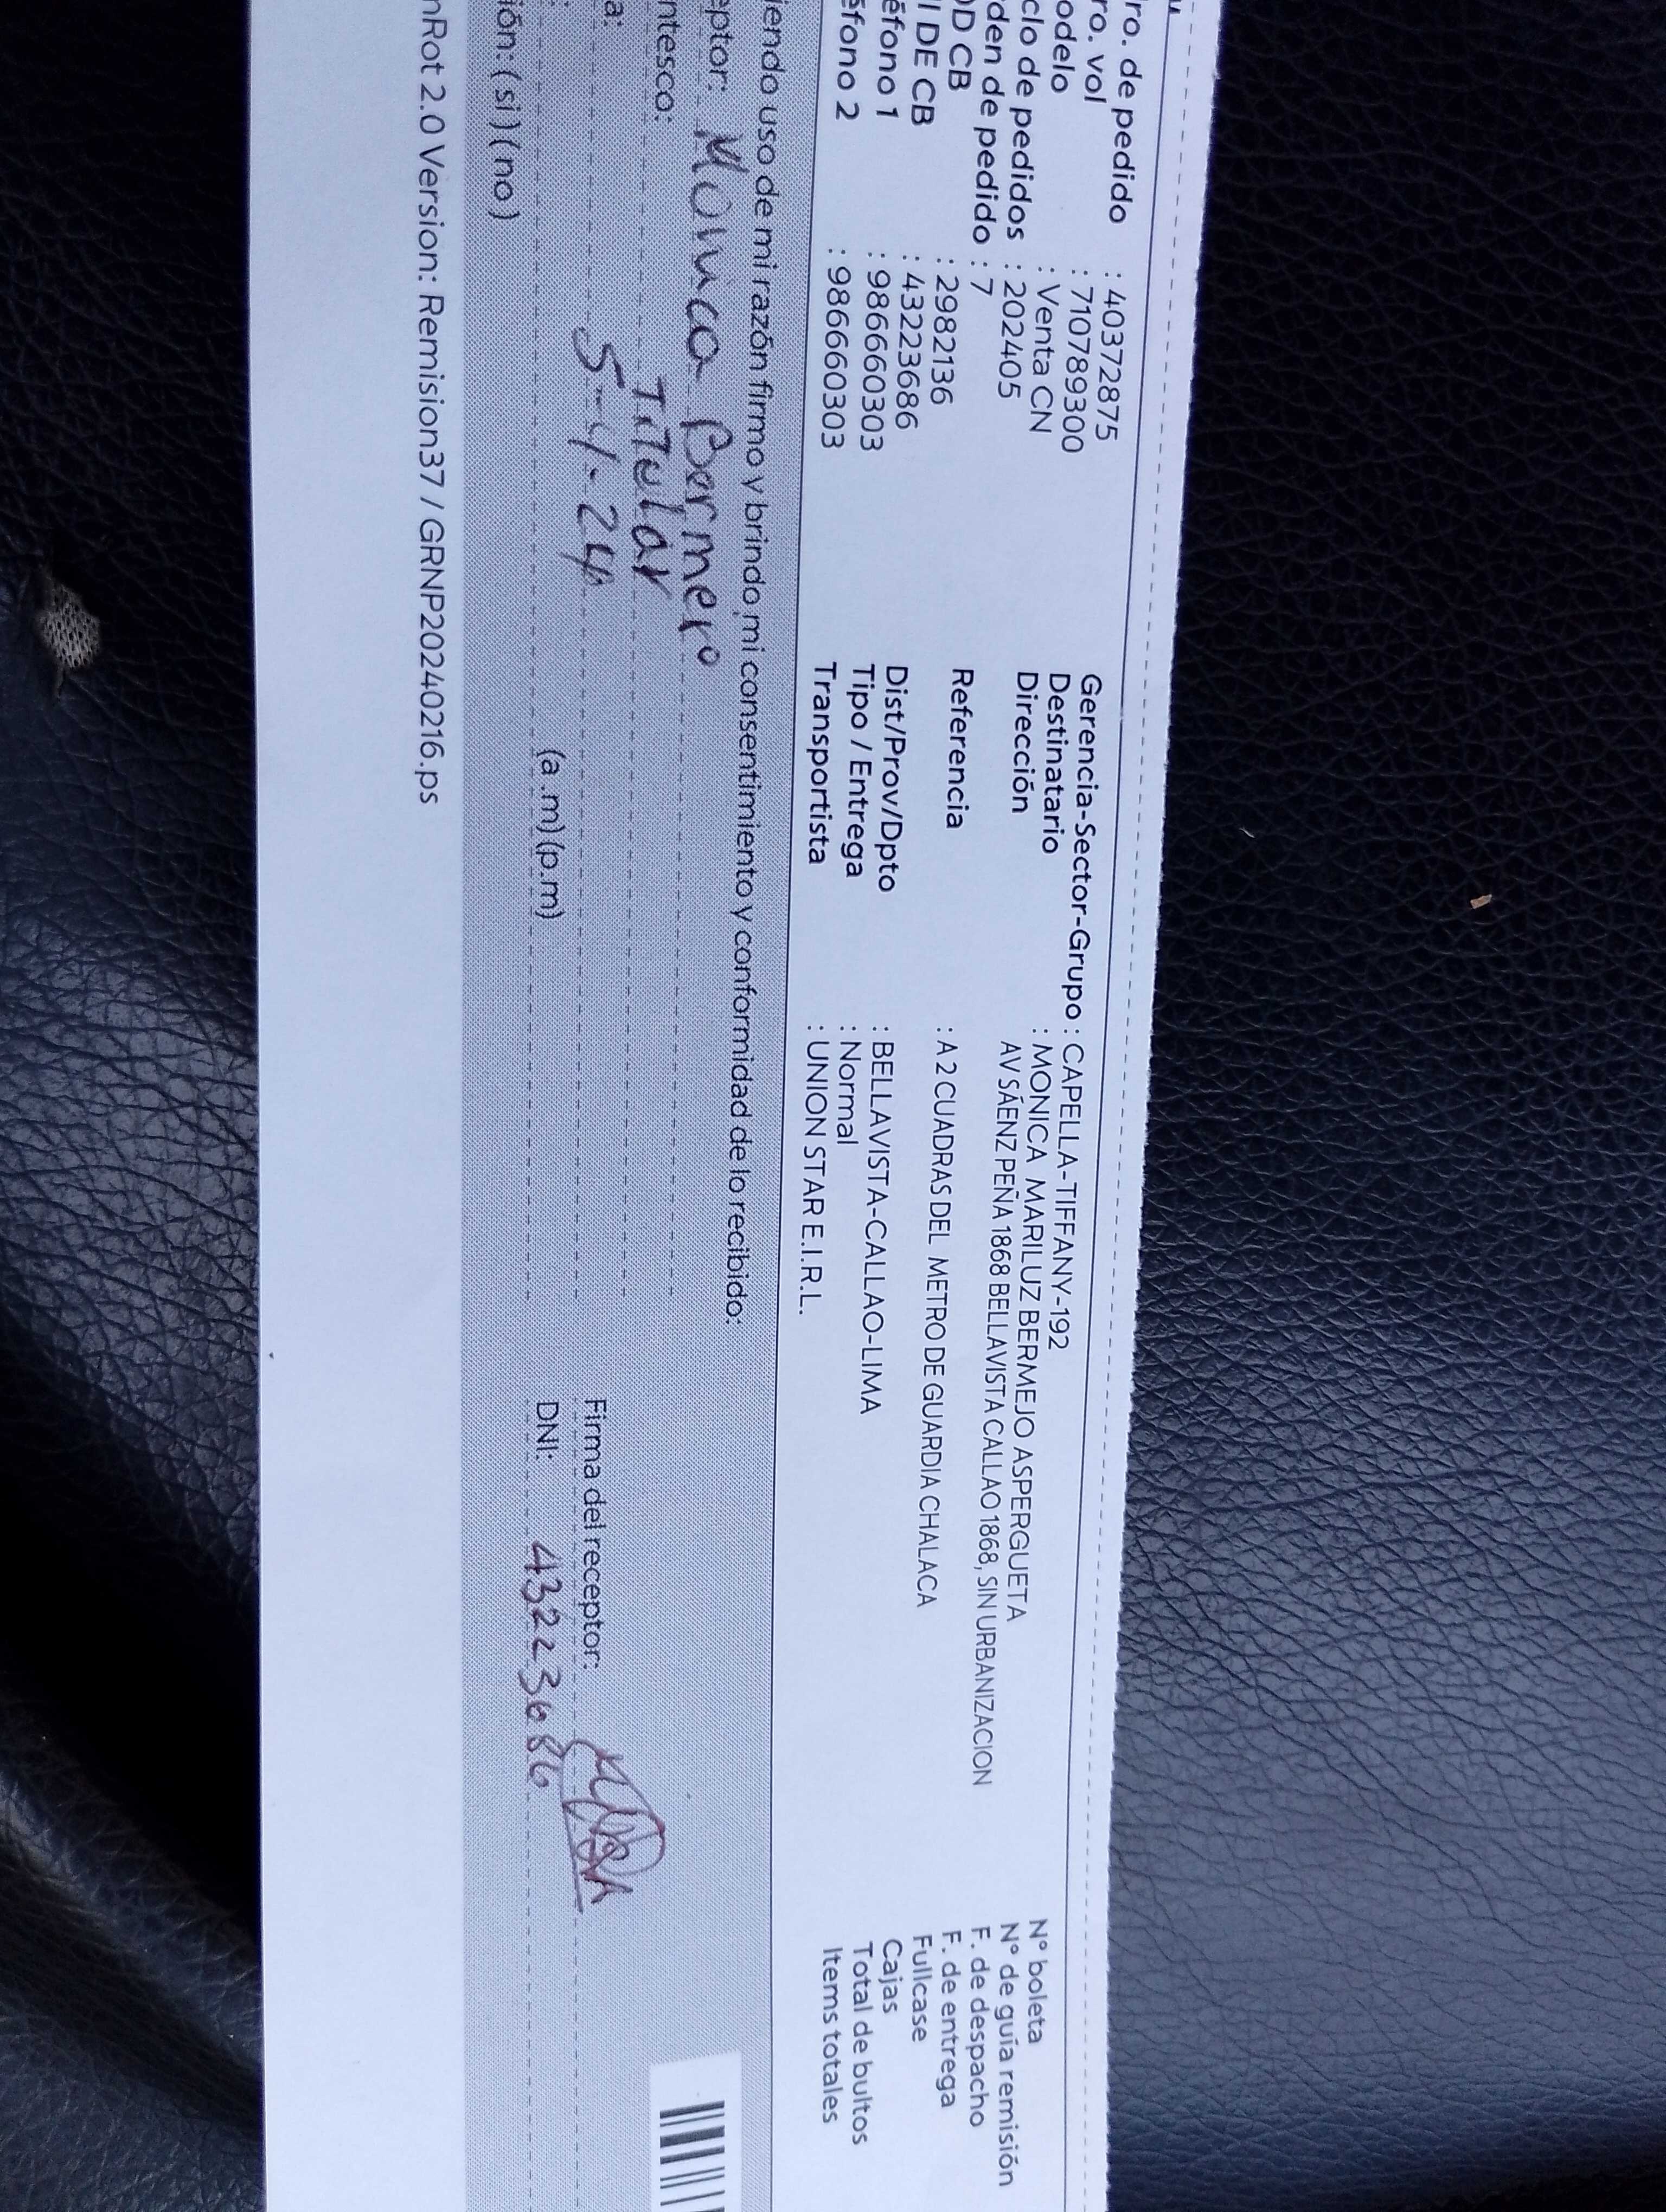 ro. de pedido : 40372875
ro. vol : 710789300
odelo : Venta CN
clo de pedidos : 202405
den de pedido : 7
OD CB : 2982136
I DE CB : 43223686
éfono 1 : 986660303
éfono 2 : 986660303
Gerencia-Sector-Grupo : CAPELLA-TIFFANY-192
Destinatario : MONICA MARILUZ BERMEJO ASPERGUETA
Dirección AV SÁENZ PEÑA 1868 BELLAVISTA CALLAO 1868, SIN URBANIZACION
Referencia : A 2 CUADRAS DEL METRO DE GUARDIA CHALACA
Dist/Prov/Dpto : BELLAVISTA-CALLAO-LIMA
Tipo / Entrega : Normal
Transportista : UNION STAR E.I.R.L.
N° boleta
N° de guía remisión
F. de despacho
F. de entrega
Fullcase
Cajas
Total de bultos
Items totales
iendo uso de mi razón firmo y brindo mi consentimiento y conformidad de lo recibido:
eptor: Monica Bermero
ntesco: Titular
a: 5-4-24
: (a.m) (p.m)
ión: ( si ) ( no )
Firma del receptor:
DNI: 43223686
nRot 2.0 Version: Remision37 / GRNP20240216.ps